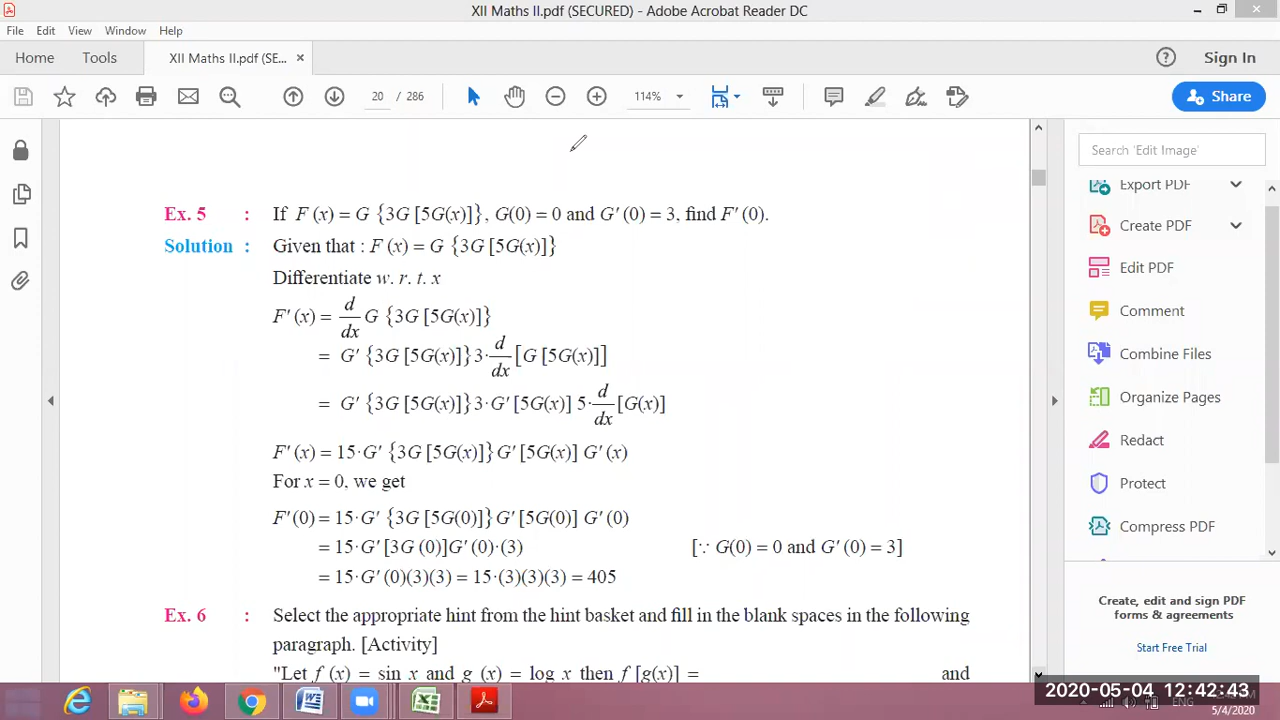 XII Maths II.pdf (SECURED) - Adobe Acrobat Reader DC
File Edit View Window Help
Home Tools XII Maths II.pdf (SE... × Sign In
20 / 286 114% Share
Search 'Edit Image'
Export PDF
Create PDF
Edit PDF
Comment
Combine Files
Organize Pages
Redact
Protect
Compress PDF
Create, edit and sign PDF
forms & agreements
Start Free Trial
Ex. 5 : If F (x) = G {3G [5G(x)]}, G(0) = 0 and G′ (0) = 3, find F′ (0).
Solution : Given that : F (x) = G {3G [5G(x)]}
Differentiate w. r. t. x
F′ (x) = d/dx G {3G [5G(x)]}
= G′ {3G [5G(x)]} 3· d/dx [G [5G(x)]]
= G′ {3G [5G(x)]} 3· G′ [5G(x)] 5· d/dx [G(x)]
F′ (x) = 15· G′ {3G [5G(x)]} G′ [5G(x)] G′ (x)
For x = 0, we get
F′ (0) = 15· G′ {3G [5G(0)]} G′ [5G(0)] G′ (0)
= 15· G′ [3G (0)]G′ (0)· (3) [∵ G(0) = 0 and G′ (0) = 3]
= 15· G′ (0)(3)(3) = 15·(3)(3)(3) = 405
Ex. 6 : Select the appropriate hint from the hint basket and fill in the blank spaces in the following
paragraph. [Activity]
"Let f (x) = sin x and g (x) = log x then f [g(x)] = and
2020-05-04 12:42:43
ENG 5/4/2020